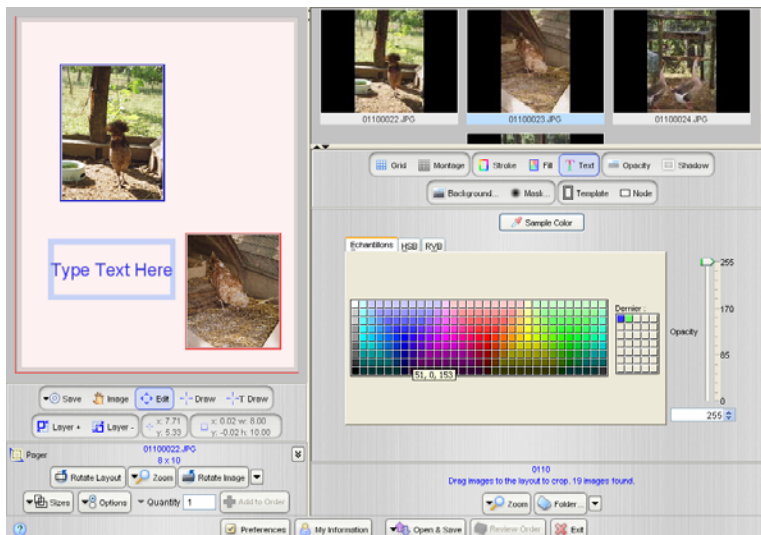 01100022.JPG
01100023.JPG
01100024.JPG
Grid Montage Stroke Fill Text Opacity Shadow
Background... Mask... Template Node
Sample Color
Echantillons HSB RVB
Type Text Here
Dernier :
255
170
85
0
Opacity
51, 0, 153
255
Save Image Edit Draw T Draw
Layer + Layer - x: 7.71 y: 5.33 x: 0.02 w: 8.00 y: -0.02 h: 10.00
Pager
01100022.JPG
8 x 10
Rotate Layout Zoom Rotate Image
Sizes Options Quantity 1 Add to Order
0110
Drag images to the layout to crop. 19 images found.
Zoom Folder...
Preferences My Information Open & Save Review Order Exit